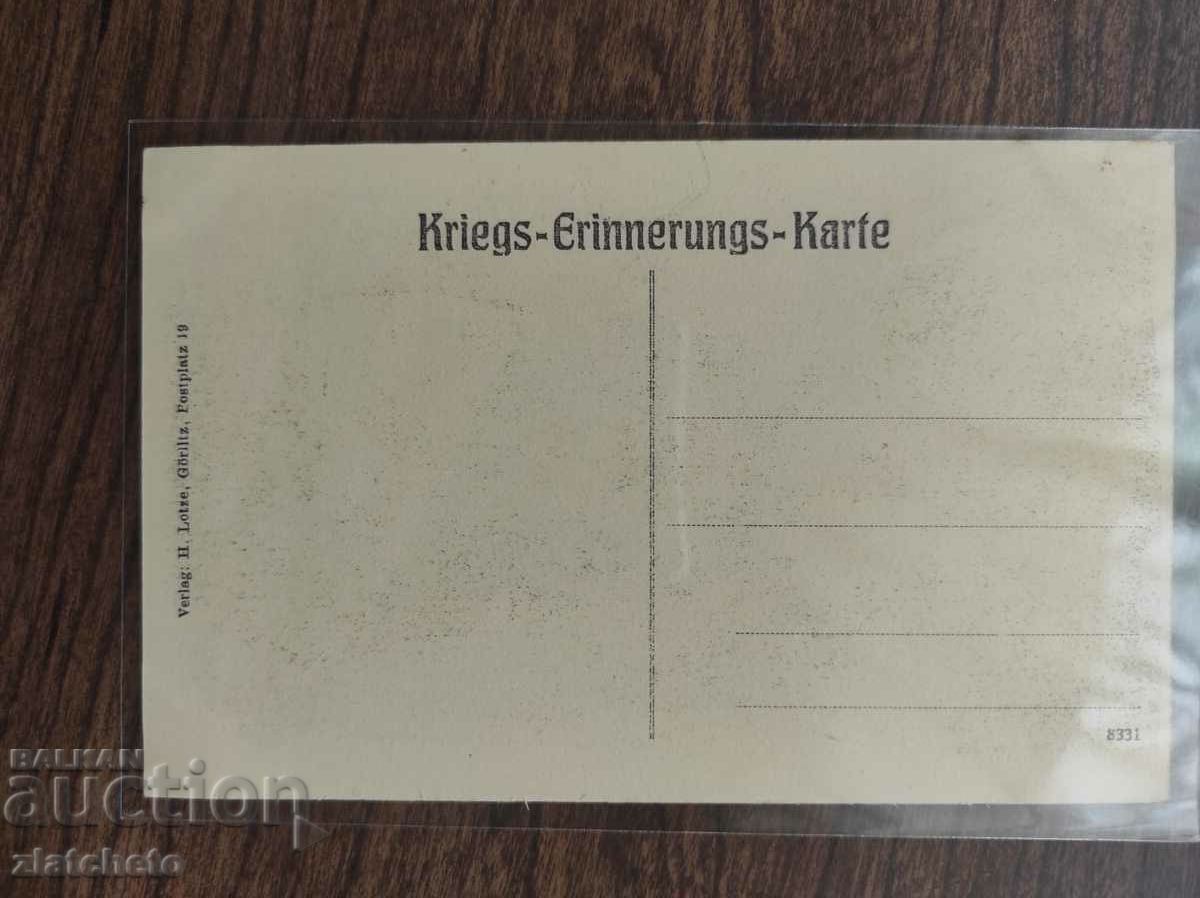 Kriegs-Erinnerungs-Karte
Verlag: H. Lotze, Görlitz, Postplatz 19
8331
BALKAN
auction
zlatcheto